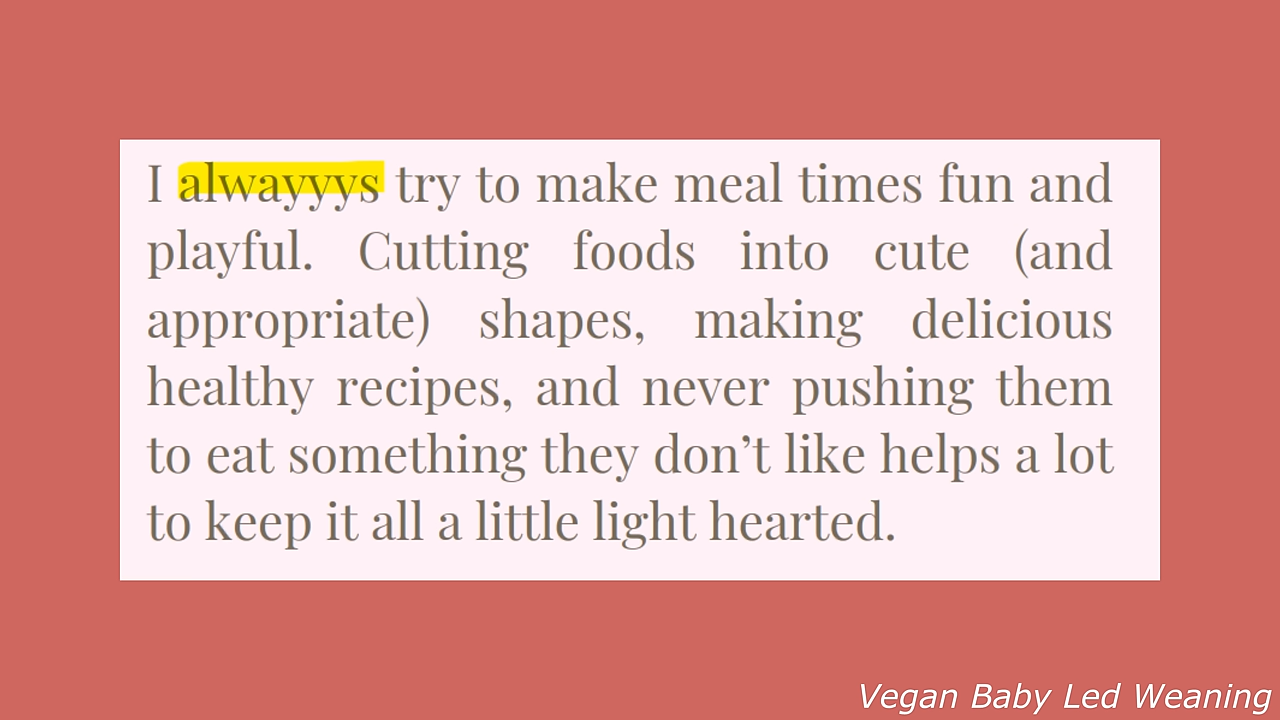 I alwayyys try to make meal times fun and
playful. Cutting foods into cute (and
appropriate) shapes, making delicious
healthy recipes, and never pushing them
to eat something they don’t like helps a lot
to keep it all a little light hearted.
Vegan Baby Led Weaning